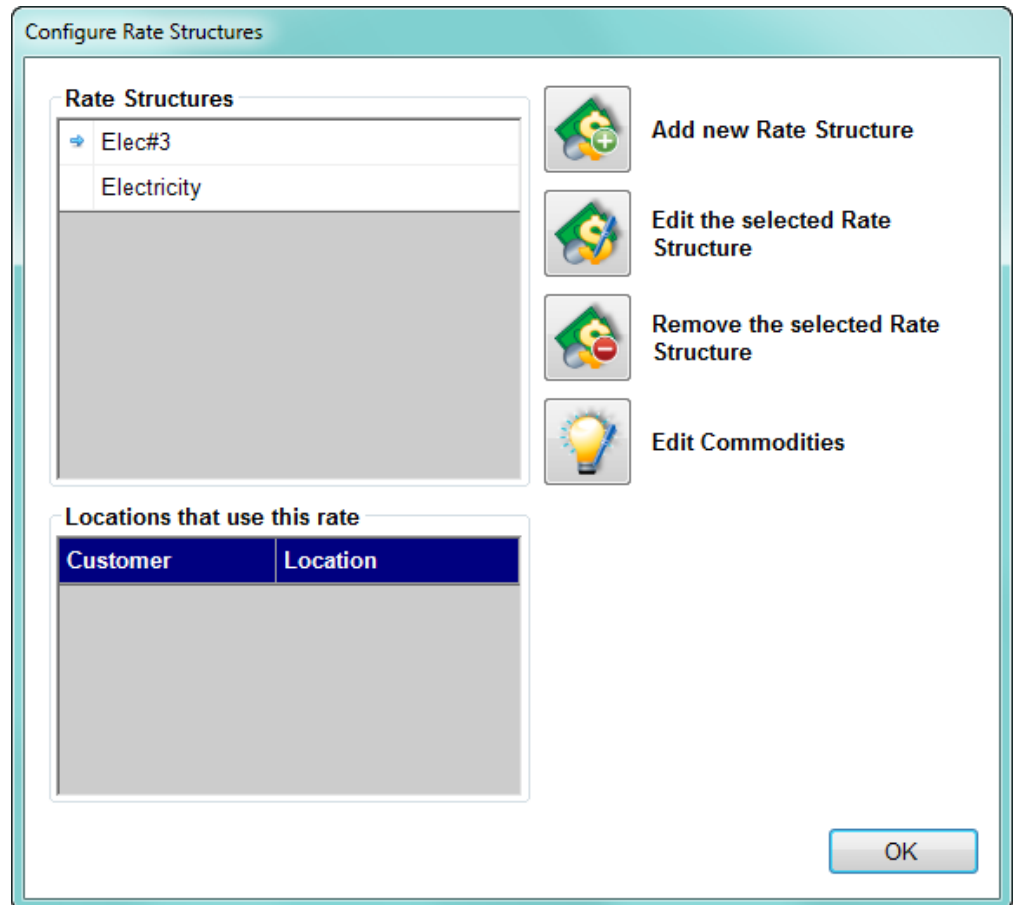 Configure Rate Structures
Rate Structures
Elec#3
Electricity
Add new Rate Structure
Edit the selected Rate
Structure
Remove the selected Rate
Structure
Edit Commodities
Locations that use this rate
Customer Location
OK